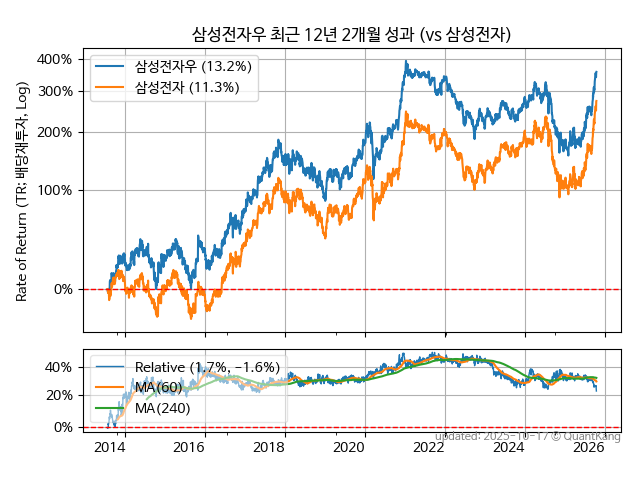 삼성전자우 최근 12년 2개월 성과 (vs 삼성전자)
400%
300%
200%
100%
0%
Rate of Return (TR: 배당재투자, Log)
삼성전자우 (13.2%)
삼성전자 (11.3%)
40%
20%
0%
Relative (1.7%, −1.6%)
MA(60)
MA(240)
2014 2016 2018 2020 2022 2024 2026
updated: 2025-10-17 © QuantKang